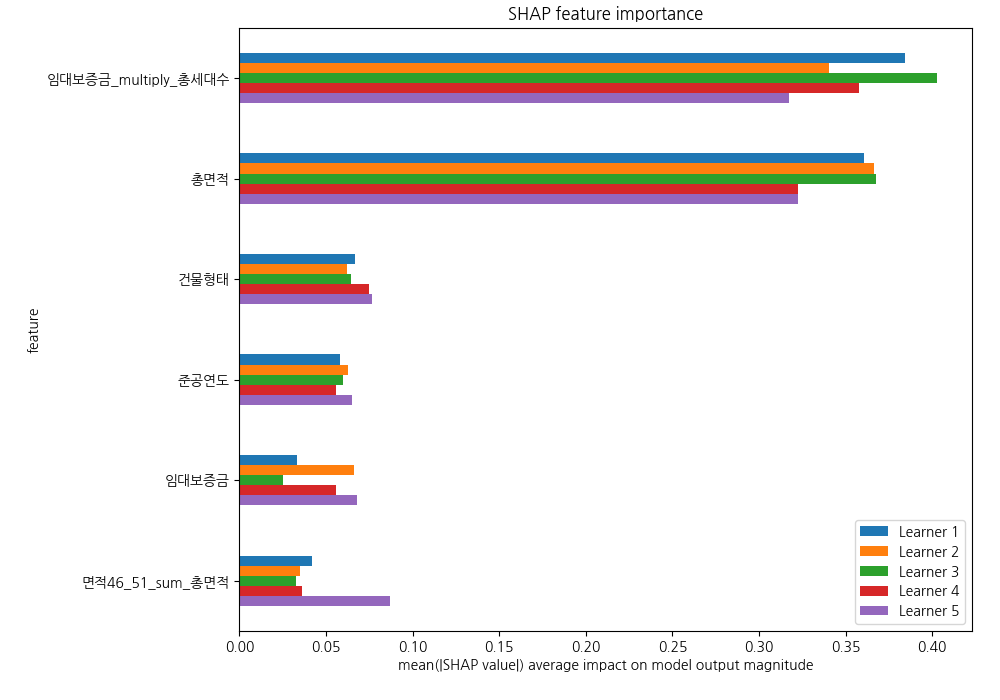 SHAP feature importance
임대보증금_multiply_총세대수
총면적
건물형태
준공연도
임대보증금
면적46_51_sum_총면적
feature
Learner 1
Learner 2
Learner 3
Learner 4
Learner 5
0.00 0.05 0.10 0.15 0.20 0.25 0.30 0.35 0.40
mean(|SHAP value|) average impact on model output magnitude